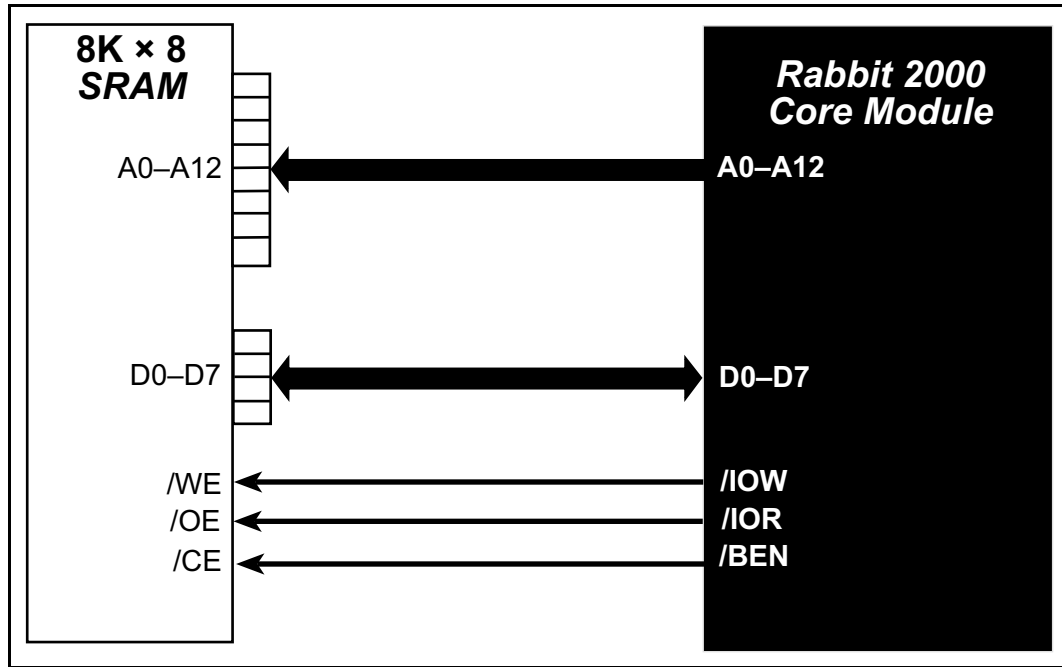 8K × 8
SRAM
A0–A12
D0–D7
/WE
/OE
/CE
Rabbit 2000
Core Module
A0–A12
D0–D7
/IOW
/IOR
/BEN